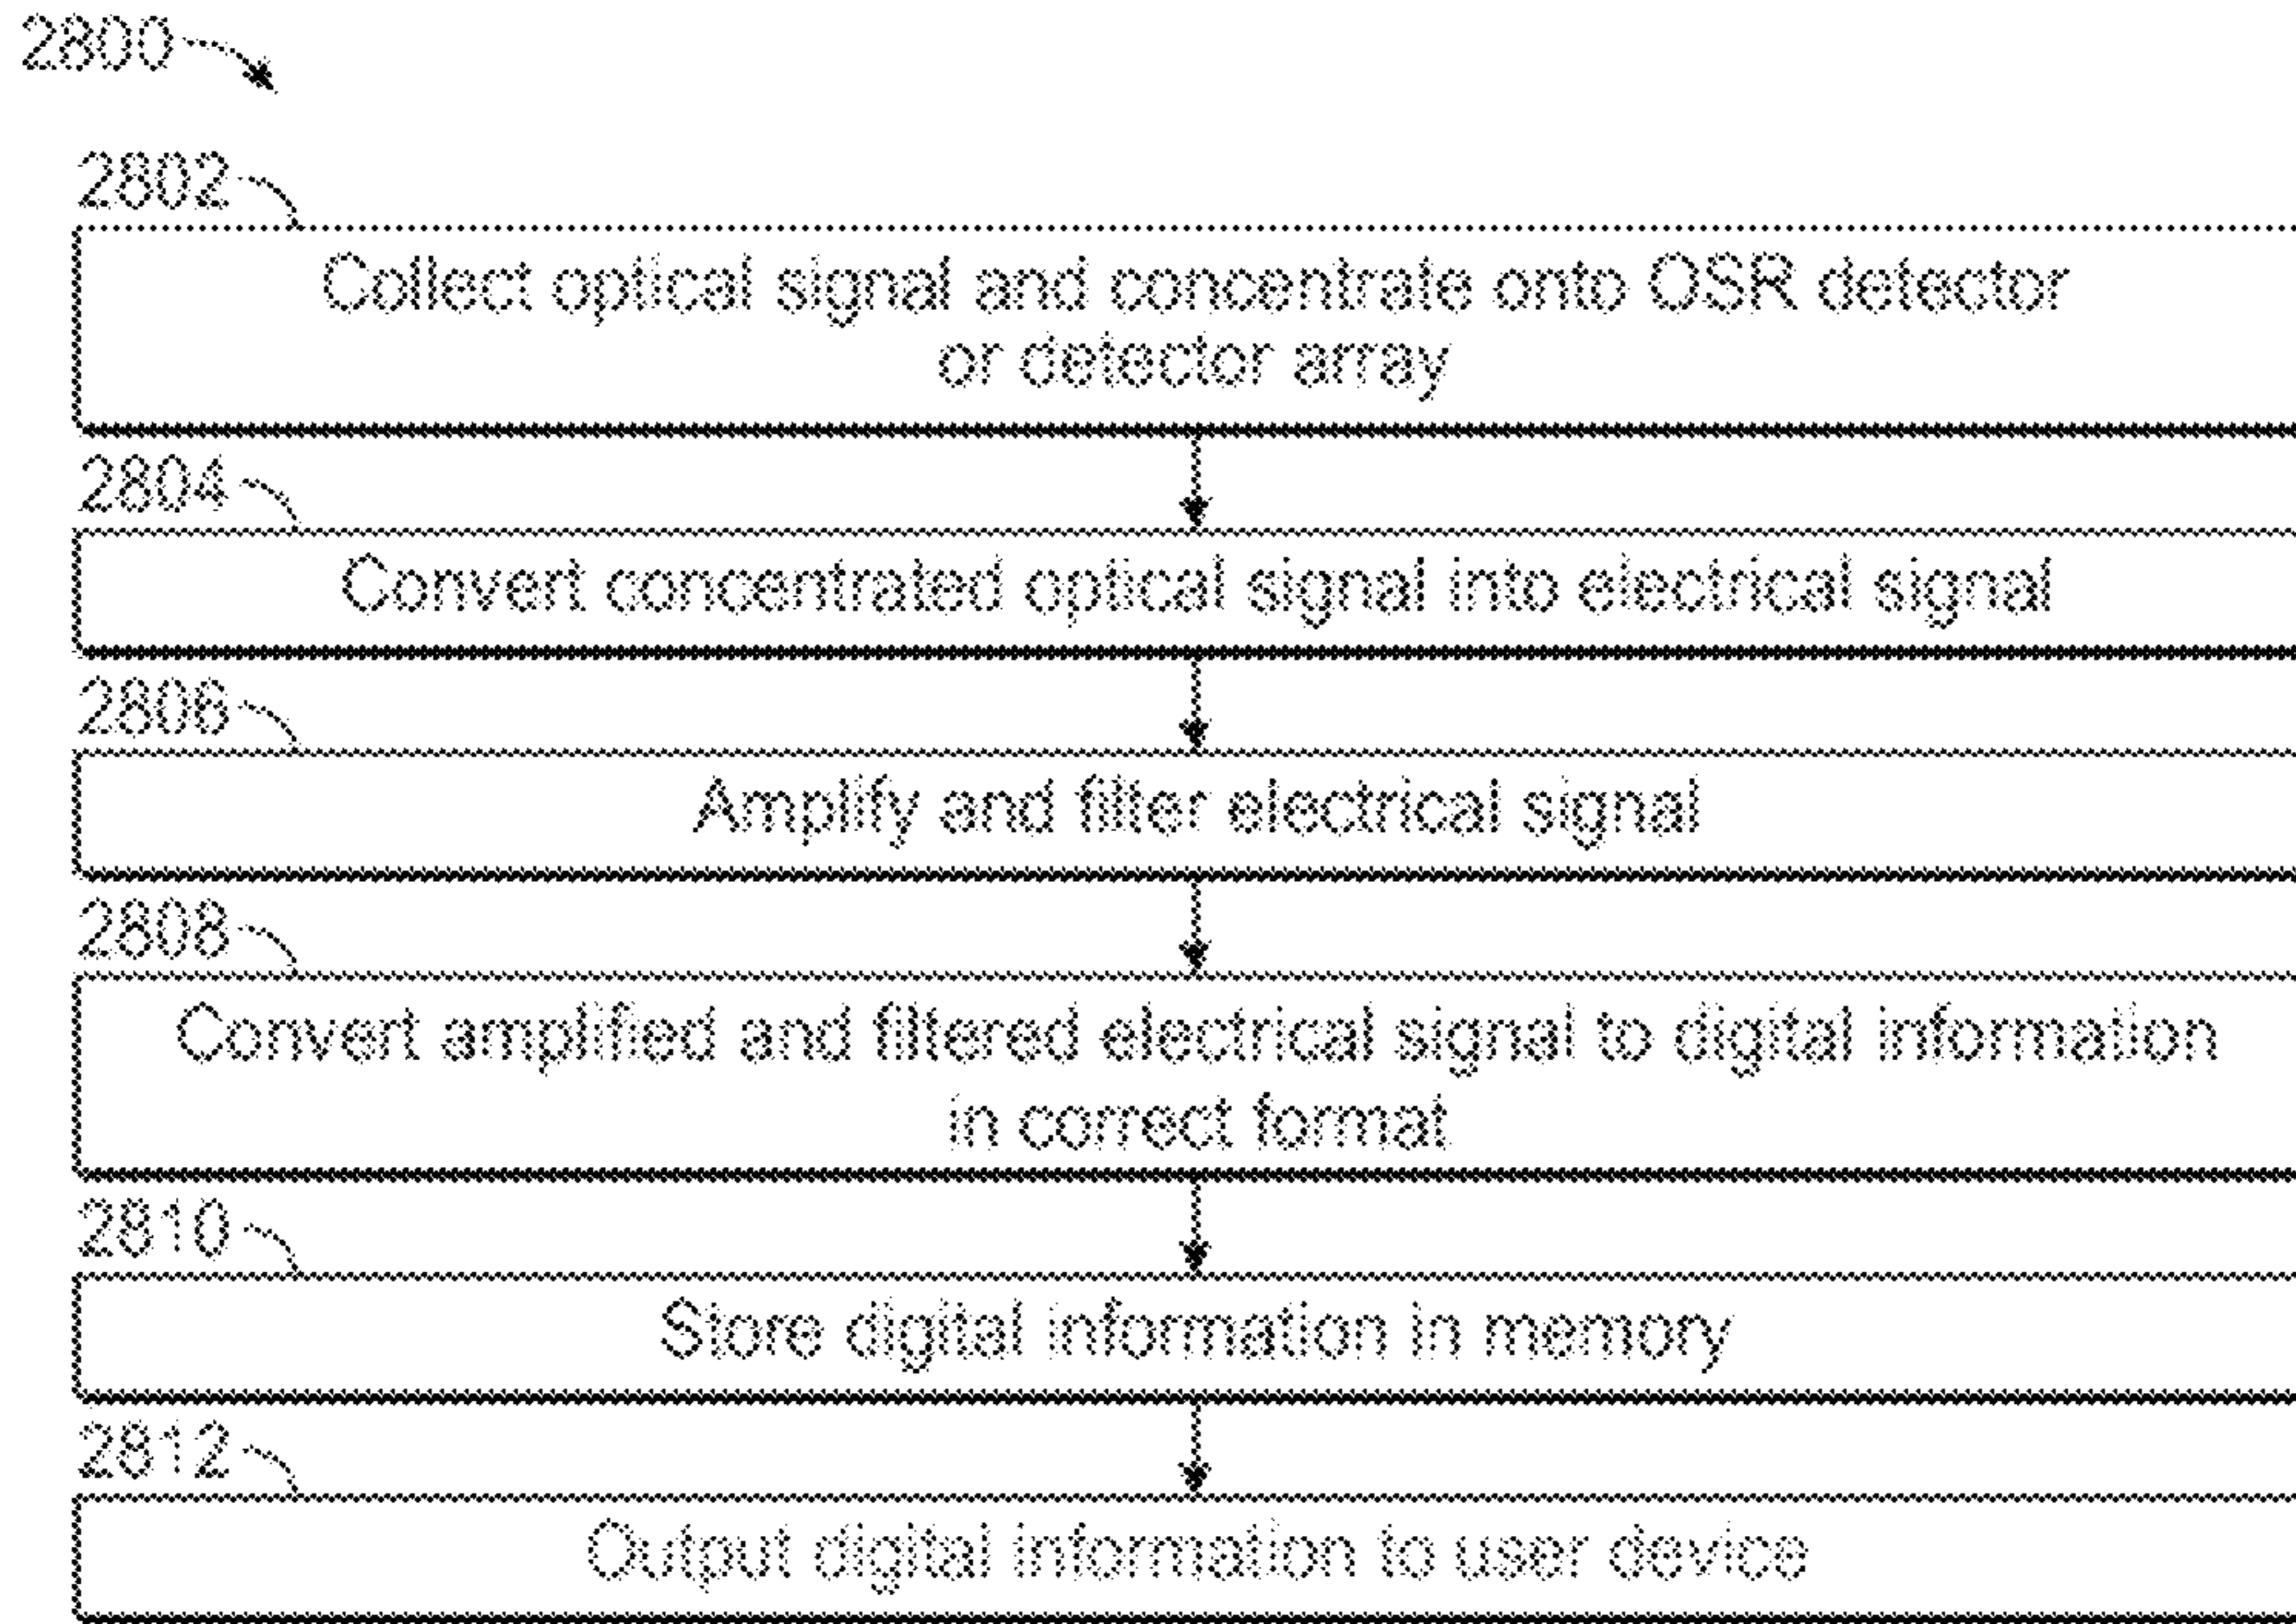 2800
2802
Collect optical signal and concentrate onto OSR detector
or detector array
2804
Convert concentrated optical signal into electrical signal
2806
Amplify and filter electrical signal
2808
Convert amplified and filtered electrical signal to digital information
in correct format
2810
Store digital information in memory
2812
Output digital information to user device